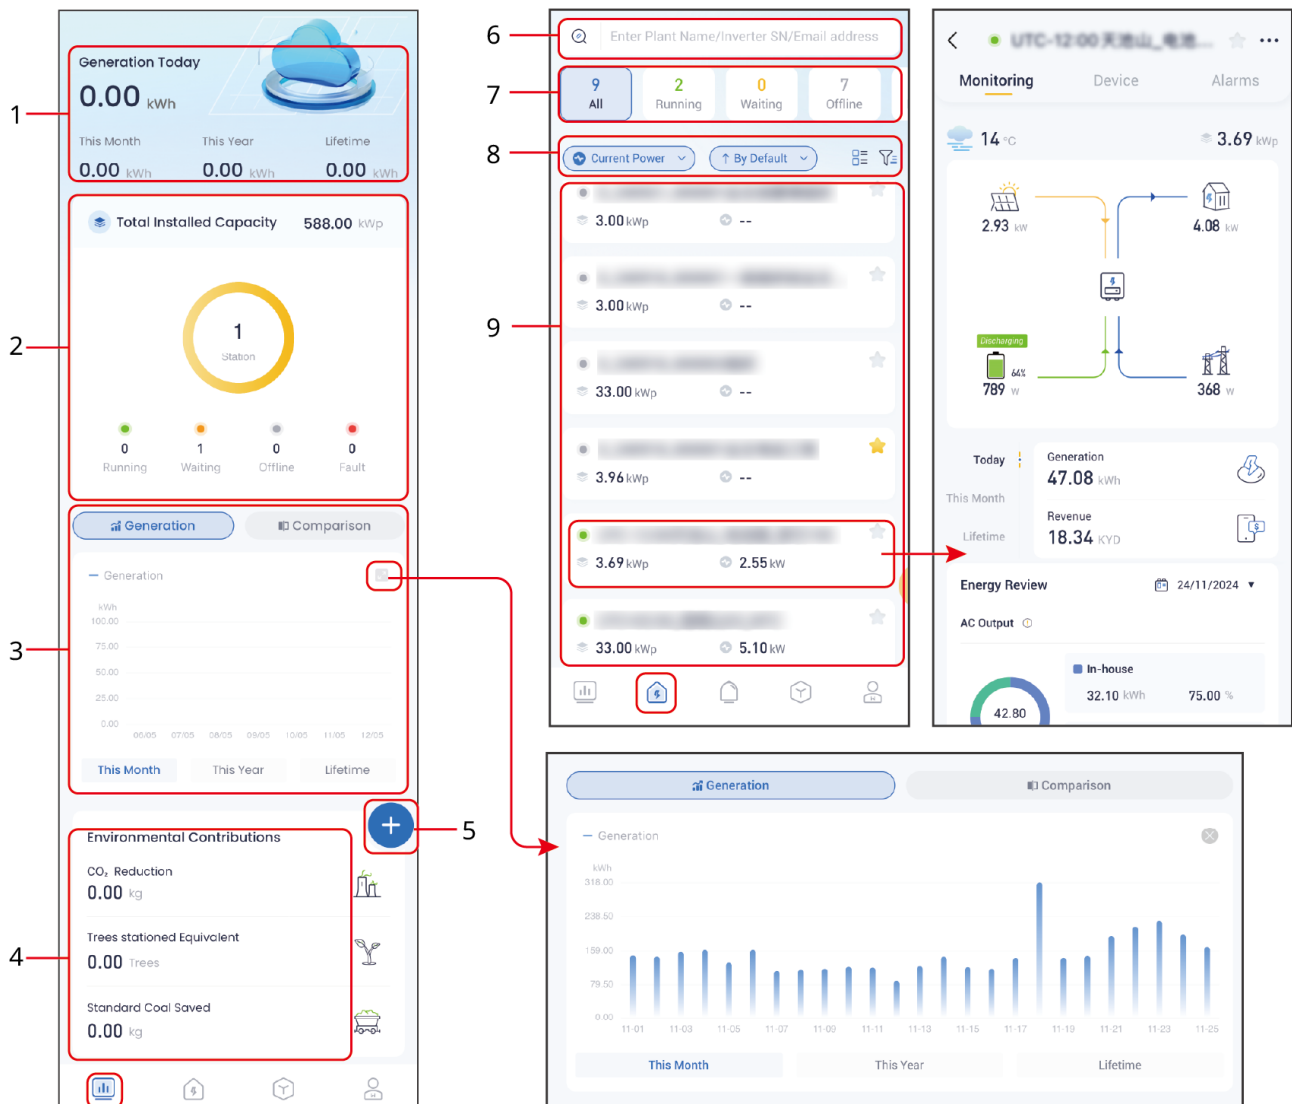 1
Generation Today
0.00 kWh
This Month This Year Lifetime
0.00 kWh 0.00 kWh 0.00 kWh
2
Total Installed Capacity 588.00 kWp
1
Station
0 1 0 0
Running Waiting Offline Fault
3
Generation Comparison
Generation
kWh
100.00
75.00
50.00
25.00
0.00
06/05 07/05 08/05 09/05 10/05 11/05 12/05
This Month This Year Lifetime
5
4
Environmental Contributions
CO₂ Reduction
0.00 kg
Trees stationed Equivalent
0.00 Trees
Standard Coal Saved
0.00 kg
6
Enter Plant Name/Inverter SN/Email address
7
9 2 0 7
All Running Waiting Offline
8
Current Power ↑ By Default
9
3.00 kWp --
3.00 kWp --
33.00 kWp --
3.96 kWp --
3.69 kWp 2.55 kW
33.00 kWp 5.10 kW
UTC-12:00 天池山_电池...
Monitoring Device Alarms
14 °C 3.69 kWp
2.93 kW 4.08 kW
Discharging
64%
789 W 368 W
Today
This Month
Lifetime
Generation
47.08 kWh
Revenue
18.34 KYD
Energy Review 24/11/2024 ▼
AC Output
In-house
32.10 kWh 75.00 %
42.80
Generation Comparison
Generation
kWh
318.00
238.50
159.00
79.50
0.00
11-01 11-03 11-05 11-07 11-09 11-11 11-13 11-15 11-17 11-19 11-21 11-23 11-25
This Month This Year Lifetime